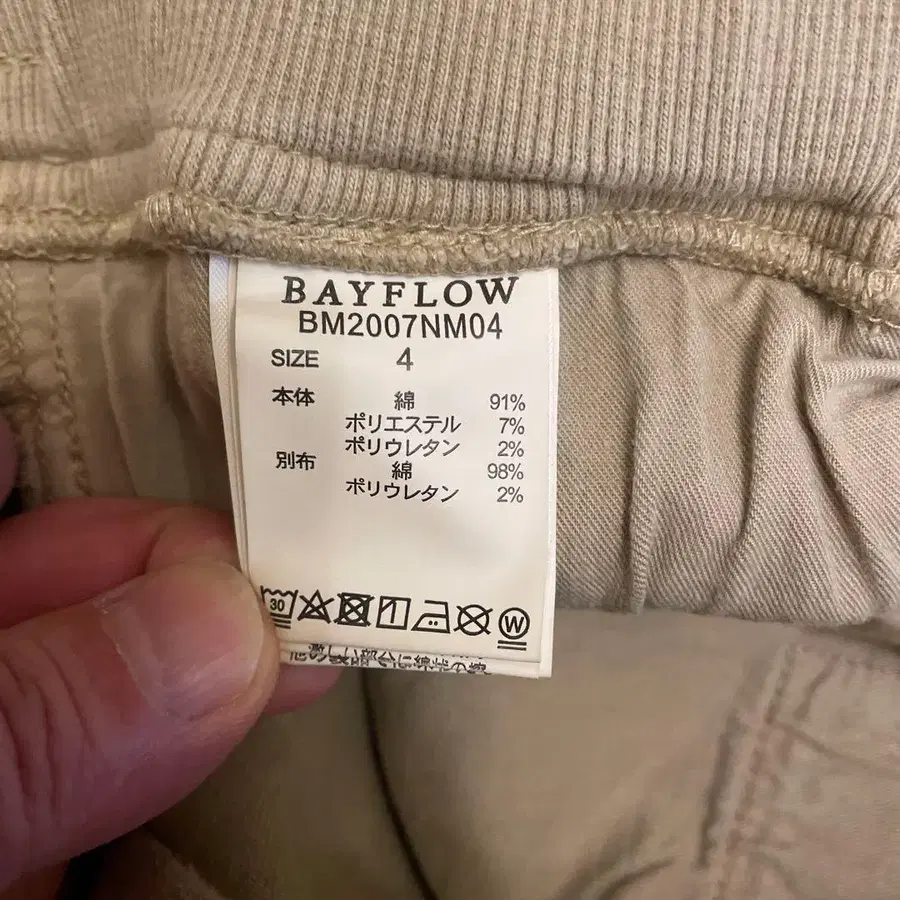 BAYFLOW
BM2007NM04
SIZE 4
本体 綿 91%
ポリエステル 7%
ポリウレタン 2%
別布 綿 98%
ポリウレタン 2%
30 W